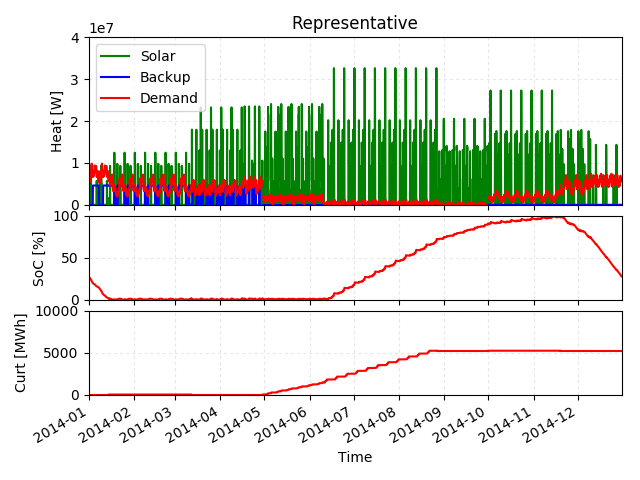 Representative
1e7
4
3
2
1
0
Heat [W]
Solar
Backup
Demand
100
50
0
SoC [%]
10000
5000
0
Curt [MWh]
2014-01
2014-02
2014-03
2014-04
2014-05
2014-06
2014-07
2014-08
2014-09
2014-10
2014-11
2014-12
Time